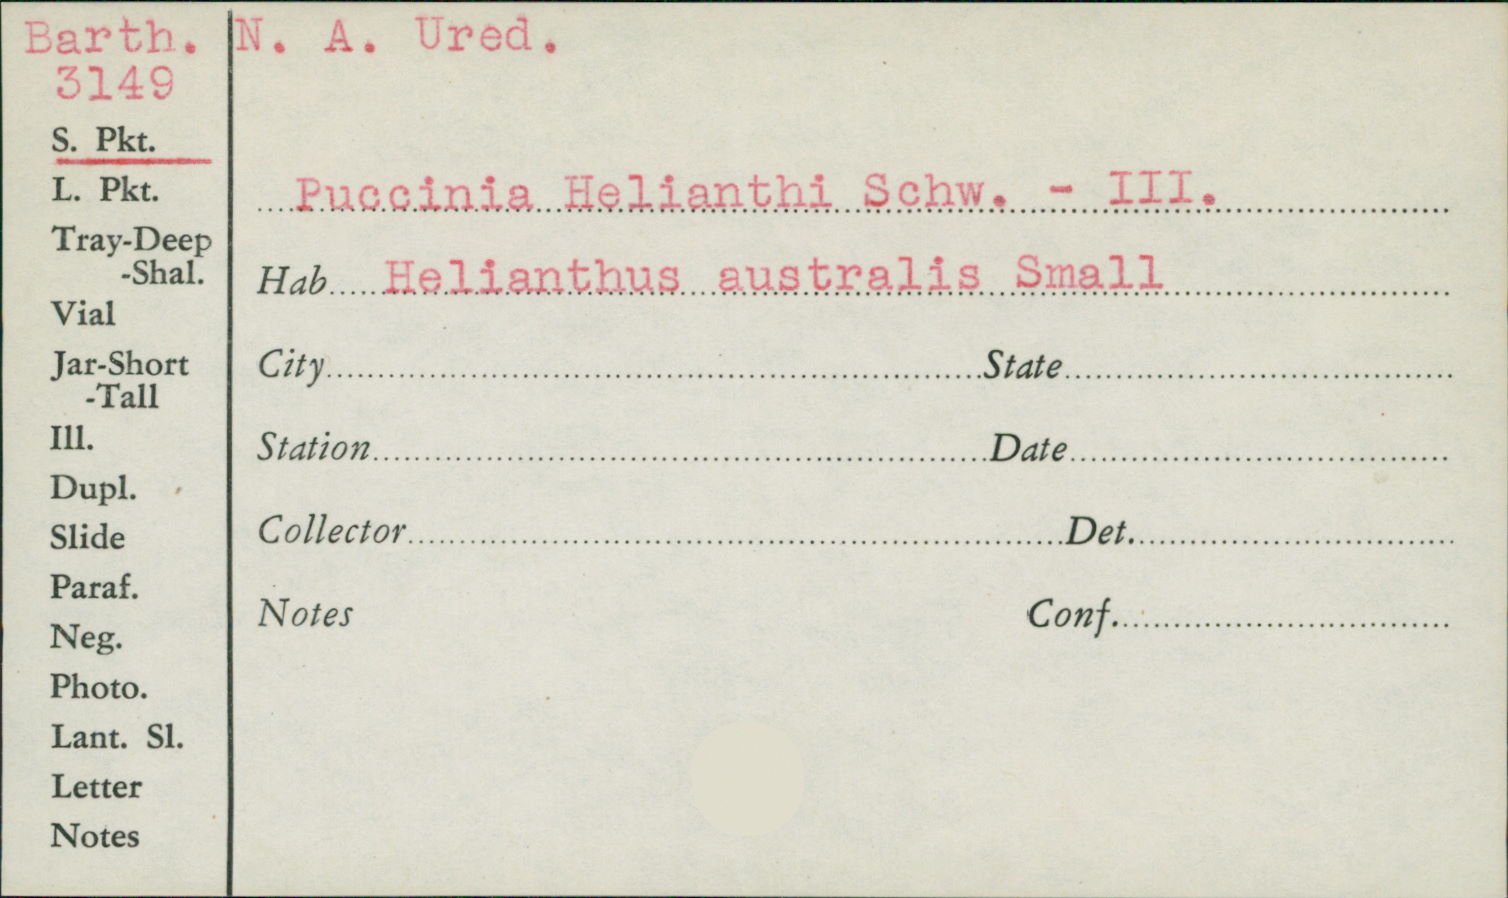 Barth. N. A. Ured.
3149
S. Pkt.
L. Pkt.
Tray-Deep
-Shal.
Vial
Jar-Short
-Tall
Ill.
Dupl.
Slide
Paraf.
Neg.
Photo.
Lant. Sl.
Letter
Notes
Puccinia Helianthi Schw. - III.
Hab Helianthus australis Small
City State
Station Date
Collector Det.
Notes Conf.